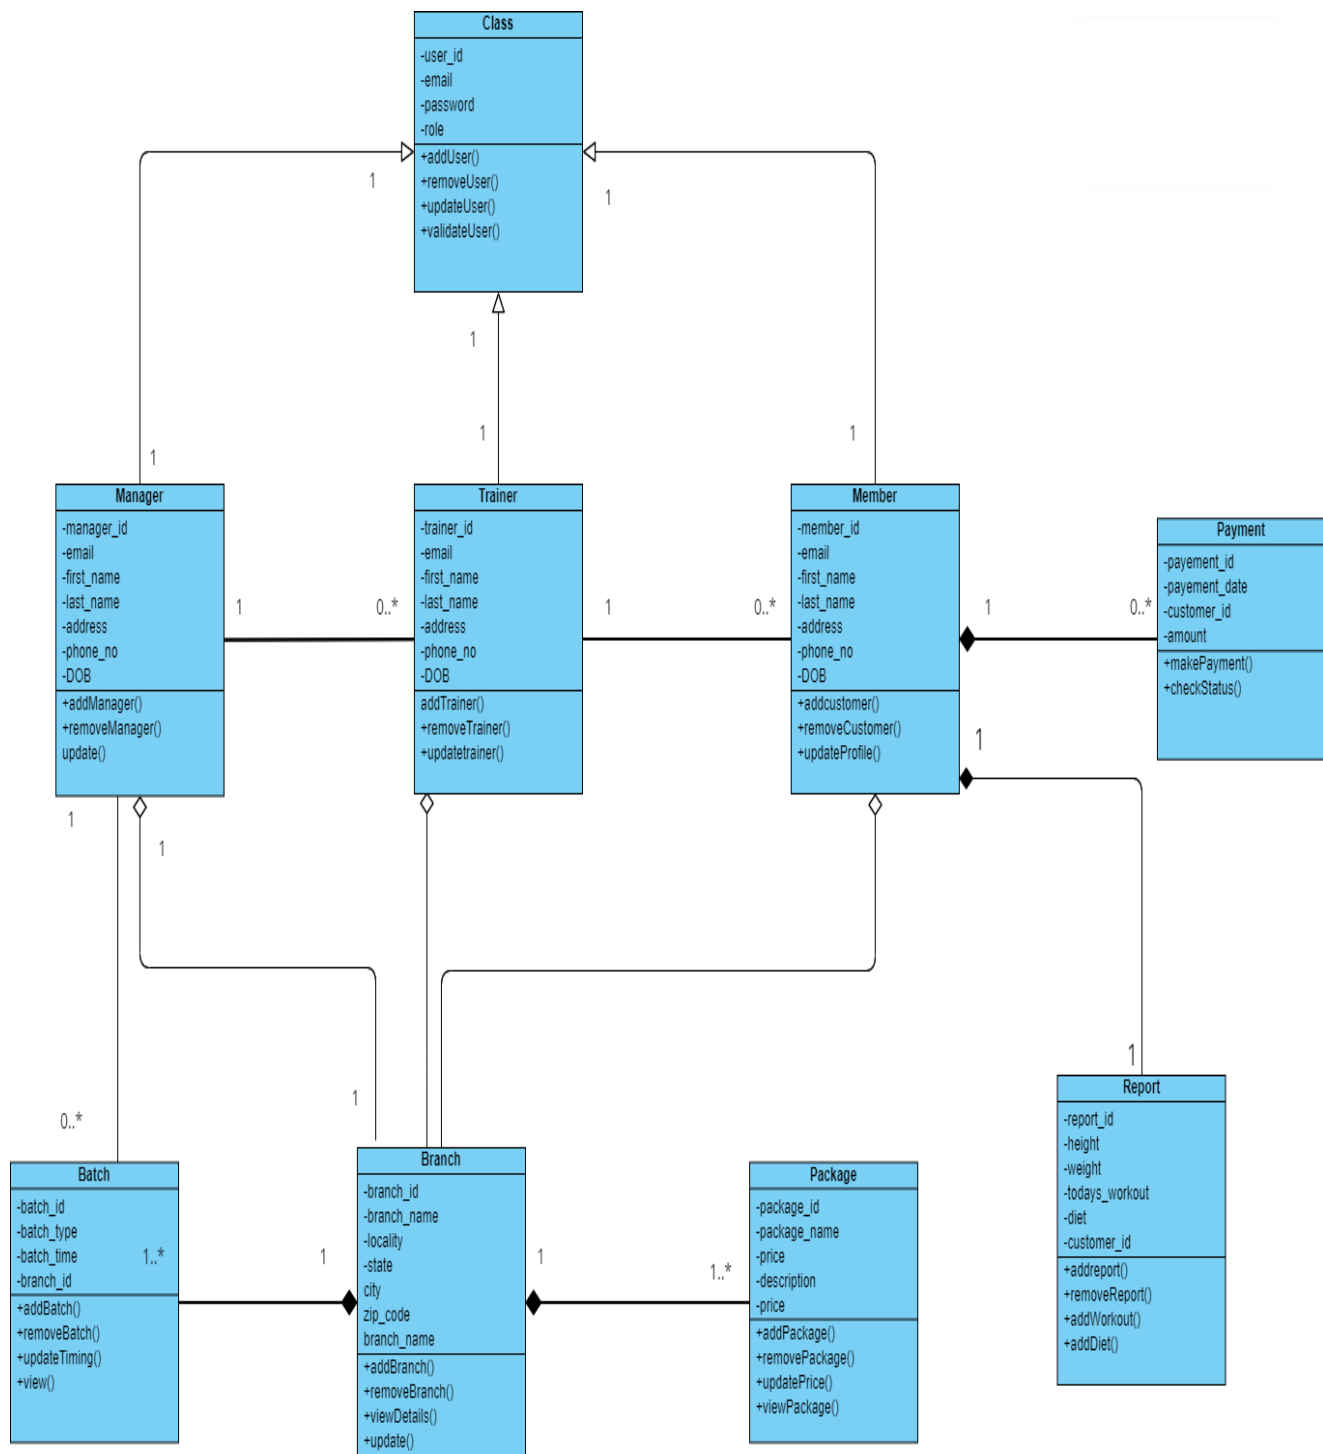 Class
-user_id
-email
-password
-role
+addUser()
+removeUser()
+updateUser()
+validateUser()
1
1
1
1
1
1
Manager
-manager_id
-email
-first_name
-last_name
-address
-phone_no
-DOB
+addManager()
+removeManager()
update()
1
0..*
Trainer
-trainer_id
-email
-first_name
-last_name
-address
-phone_no
-DOB
addTrainer()
+removeTrainer()
+updatetrainer()
1
0..*
Member
-member_id
-email
-first_name
-last_name
-address
-phone_no
-DOB
+addcustomer()
+removeCustomer()
+updateProfile()
1
0..*
Payment
-payement_id
-payement_date
-customer_id
-amount
+makePayment()
+checkStatus()
1
1
1
1
1
0..*
Batch
-batch_id
-batch_type
-batch_time
-branch_id
+addBatch()
+removeBatch()
+updateTiming()
+view()
1..*
1
Branch
-branch_id
-branch_name
-locality
-state
city
zip_code
branch_name
+addBranch()
+removeBranch()
+viewDetails()
+update()
1
1..*
Package
-package_id
-package_name
-price
-description
-price
+addPackage()
+removePackage()
+updatePrice()
+viewPackage()
Report
-report_id
-height
-weight
-todays_workout
-diet
-customer_id
+addreport()
+removeReport()
+addWorkout()
+addDiet()